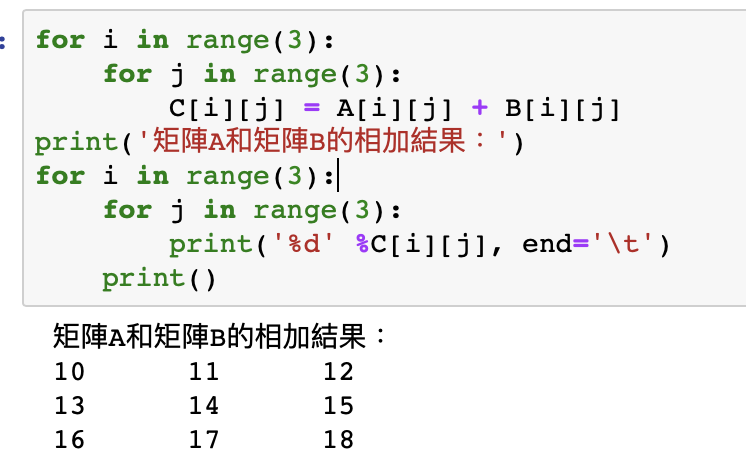 :
for i in range(3):
    for j in range(3):
        C[i][j] = A[i][j] + B[i][j]
print('矩陣A和矩陣B的相加結果：')
for i in range(3):
    for j in range(3):
        print('%d' %C[i][j], end='\t')
    print()
矩陣A和矩陣B的相加結果：
10	11	12
13	14	15
16	17	18